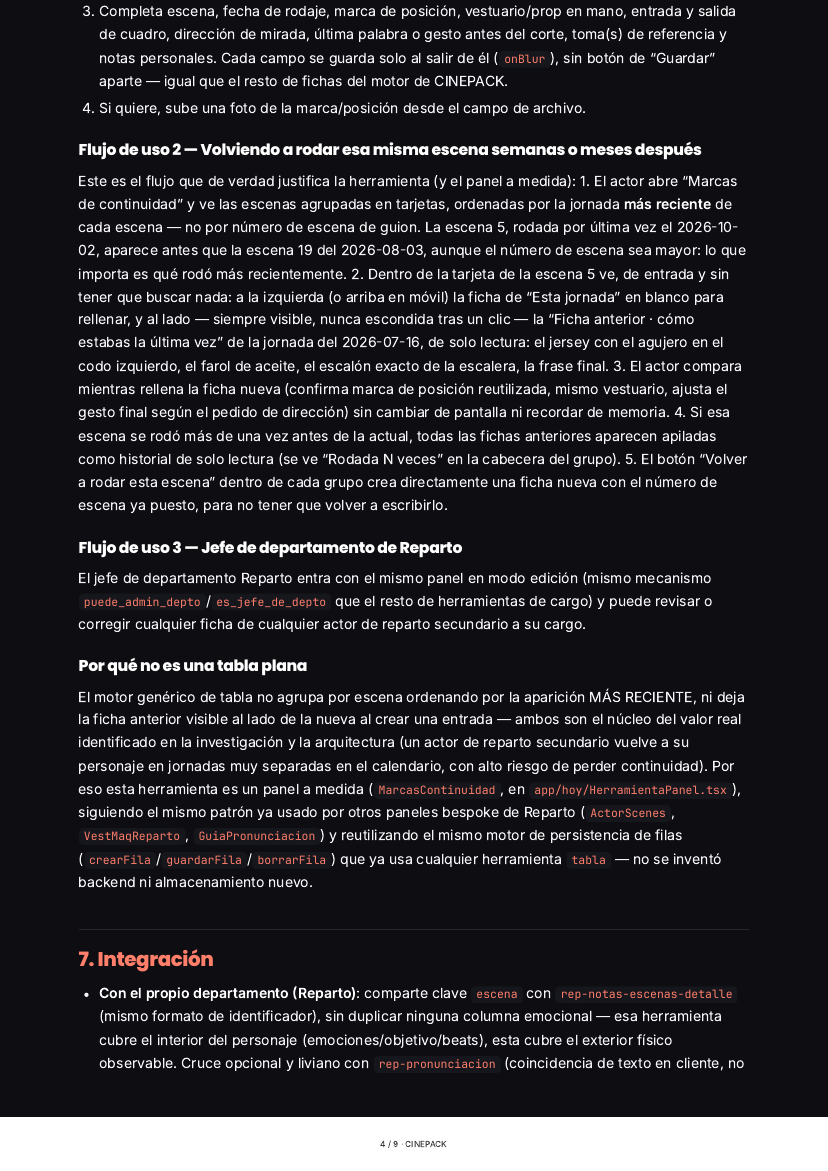 3. Completa escena, fecha de rodaje, marca de posición, vestuario/prop en mano, entrada y salida
de cuadro, dirección de mirada, última palabra o gesto antes del corte, toma(s) de referencia y
notas personales. Cada campo se guarda solo al salir de él ( onBlur ), sin botón de “Guardar”
aparte — igual que el resto de fichas del motor de CINEPACK.
4. Si quiere, sube una foto de la marca/posición desde el campo de archivo.
Flujo de uso 2 — Volviendo a rodar esa misma escena semanas o meses después
Este es el flujo que de verdad justifica la herramienta (y el panel a medida): 1. El actor abre “Marcas
de continuidad” y ve las escenas agrupadas en tarjetas, ordenadas por la jornada más reciente de
cada escena — no por número de escena de guion. La escena 5, rodada por última vez el 2026-10-
02, aparece antes que la escena 19 del 2026-08-03, aunque el número de escena sea mayor: lo que
importa es qué rodó más recientemente. 2. Dentro de la tarjeta de la escena 5 ve, de entrada y sin
tener que buscar nada: a la izquierda (o arriba en móvil) la ficha de “Esta jornada” en blanco para
rellenar, y al lado — siempre visible, nunca escondida tras un clic — la “Ficha anterior · cómo
estabas la última vez” de la jornada del 2026-07-16, de solo lectura: el jersey con el agujero en el
codo izquierdo, el farol de aceite, el escalón exacto de la escalera, la frase final. 3. El actor compara
mientras rellena la ficha nueva (confirma marca de posición reutilizada, mismo vestuario, ajusta el
gesto final según el pedido de dirección) sin cambiar de pantalla ni recordar de memoria. 4. Si esa
escena se rodó más de una vez antes de la actual, todas las fichas anteriores aparecen apiladas
como historial de solo lectura (se ve “Rodada N veces” en la cabecera del grupo). 5. El botón “Volver
a rodar esta escena” dentro de cada grupo crea directamente una ficha nueva con el número de
escena ya puesto, para no tener que volver a escribirlo.
Flujo de uso 3 — Jefe de departamento de Reparto
El jefe de departamento Reparto entra con el mismo panel en modo edición (mismo mecanismo
puede_admin_depto / es_jefe_de_depto que el resto de herramientas de cargo) y puede revisar o
corregir cualquier ficha de cualquier actor de reparto secundario a su cargo.
Por qué no es una tabla plana
El motor genérico de tabla no agrupa por escena ordenando por la aparición MÁS RECIENTE, ni deja
la ficha anterior visible al lado de la nueva al crear una entrada — ambos son el núcleo del valor real
identificado en la investigación y la arquitectura (un actor de reparto secundario vuelve a su
personaje en jornadas muy separadas en el calendario, con alto riesgo de perder continuidad). Por
eso esta herramienta es un panel a medida ( MarcasContinuidad , en app/hoy/HerramientaPanel.tsx ),
siguiendo el mismo patrón ya usado por otros paneles bespoke de Reparto ( ActorScenes ,
VestMaqReparto , GuiaPronunciacion ) y reutilizando el mismo motor de persistencia de filas
( crearFila / guardarFila / borrarFila ) que ya usa cualquier herramienta tabla — no se inventó
backend ni almacenamiento nuevo.
7. Integración
• Con el propio departamento (Reparto): comparte clave escena con rep-notas-escenas-detalle
(mismo formato de identificador), sin duplicar ninguna columna emocional — esa herramienta
cubre el interior del personaje (emociones/objetivo/beats), esta cubre el exterior físico
observable. Cruce opcional y liviano con rep-pronunciacion (coincidencia de texto en cliente, no
4 / 9 · CINEPACK